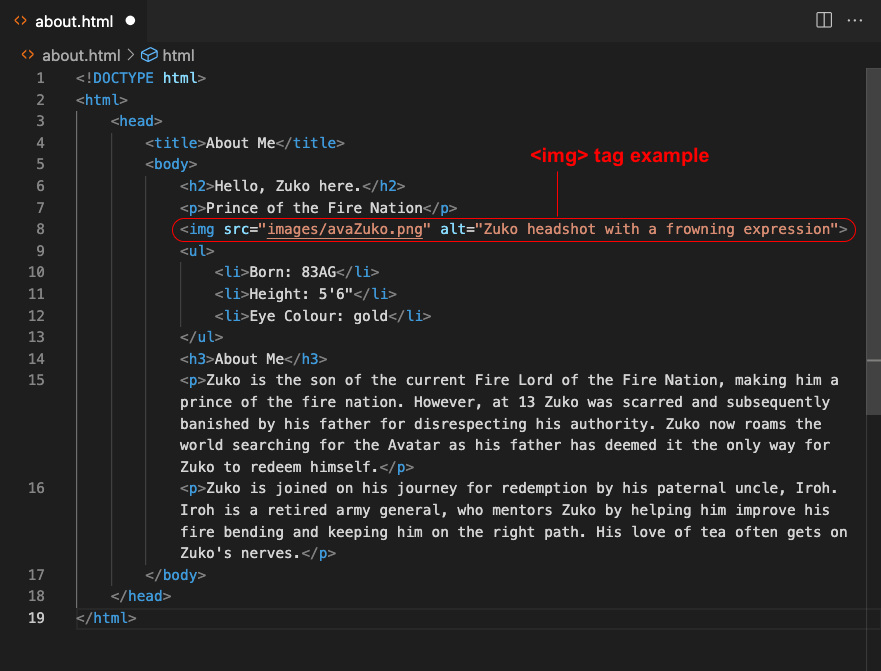 about.html
about.html > html
1 <!DOCTYPE html>
2 <html>
3 <head>
4 <title>About Me</title>
<img> tag example
5 <body>
6 <h2>Hello, Zuko here.</h2>
7 <p>Prince of the Fire Nation</p>
8 <img src="images/avaZuko.png" alt="Zuko headshot with a frowning expression">
9 <ul>
10 <li>Born: 83AG</li>
11 <li>Height: 5'6"</li>
12 <li>Eye Colour: gold</li>
13 </ul>
14 <h3>About Me</h3>
15 <p>Zuko is the son of the current Fire Lord of the Fire Nation, making him a
prince of the fire nation. However, at 13 Zuko was scarred and subsequently
banished by his father for disrespecting his authority. Zuko now roams the
world searching for the Avatar as his father has deemed it the only way for
Zuko to redeem himself.</p>
16 <p>Zuko is joined on his journey for redemption by his paternal uncle, Iroh.
Iroh is a retired army general, who mentors Zuko by helping him improve his
fire bending and keeping him on the right path. His love of tea often gets on
Zuko's nerves.</p>
17 </body>
18 </head>
19 </html>